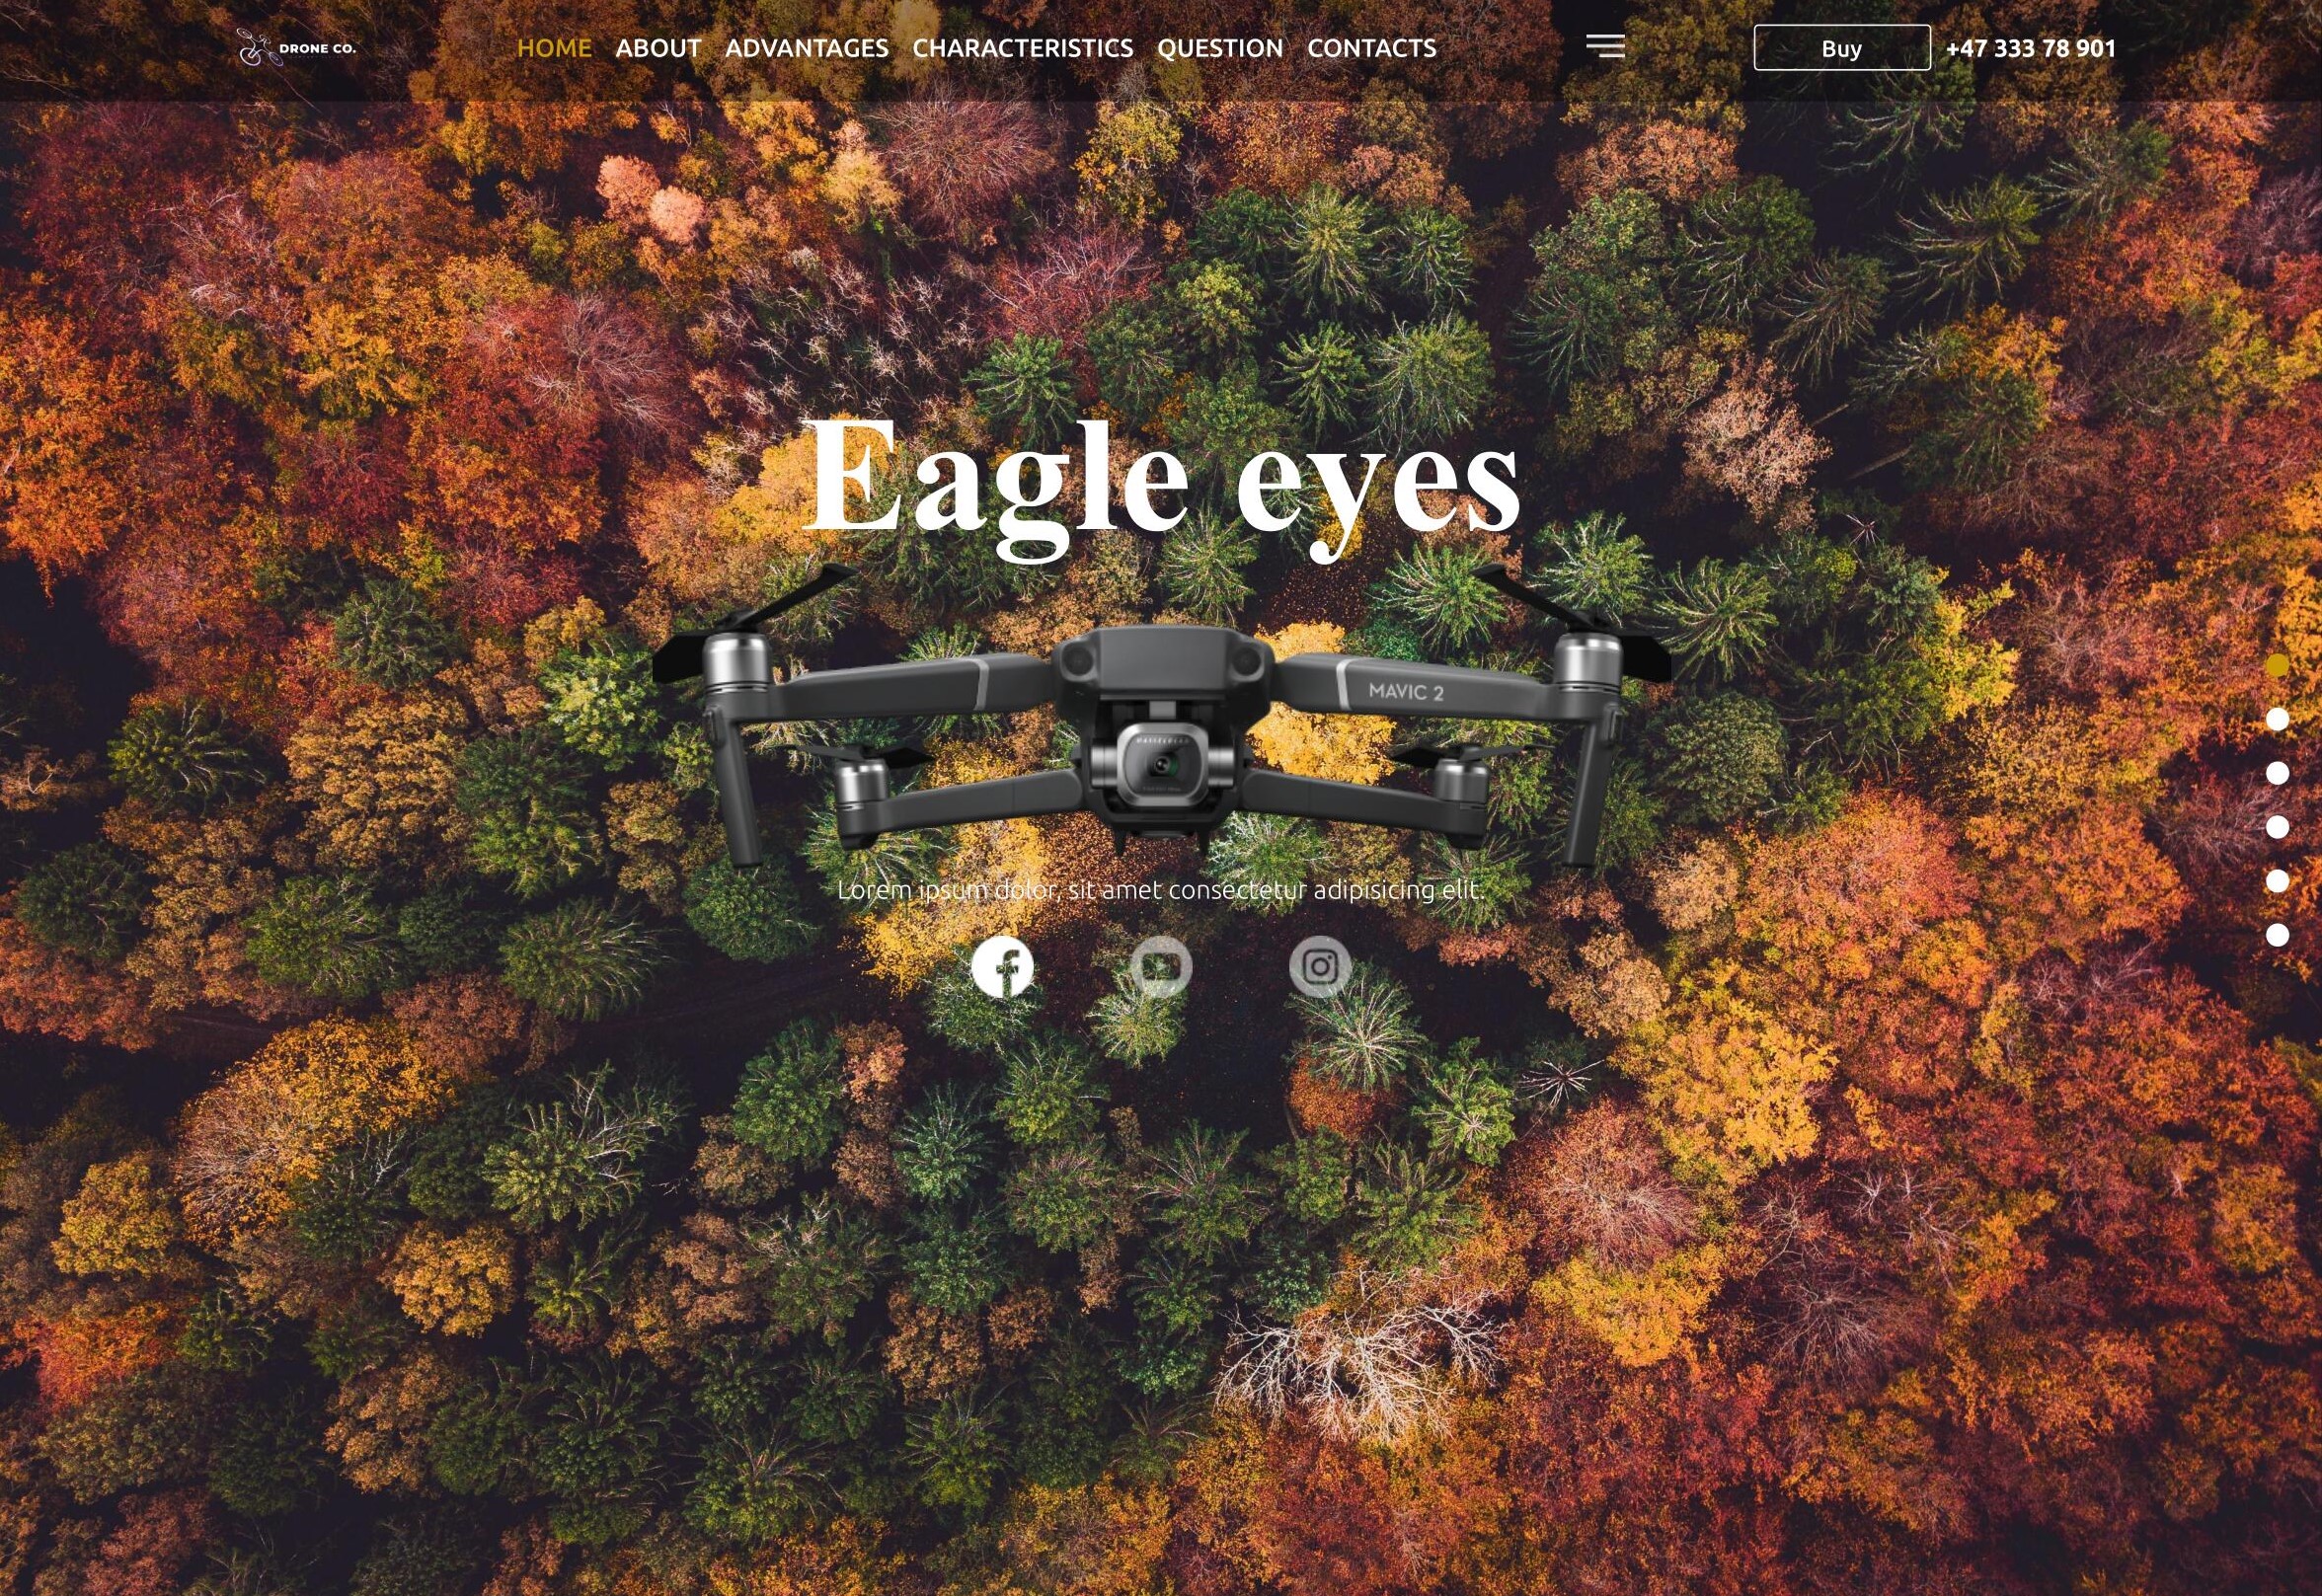 DRONE CO.
HOME ABOUT ADVANTAGES CHARACTERISTICS QUESTION CONTACTS
Buy +47 333 78 901
Eagle eyes
MAVIC 2
HASSELBLAD
Lorem ipsum dolor, sit amet consectetur adipisicing elit.